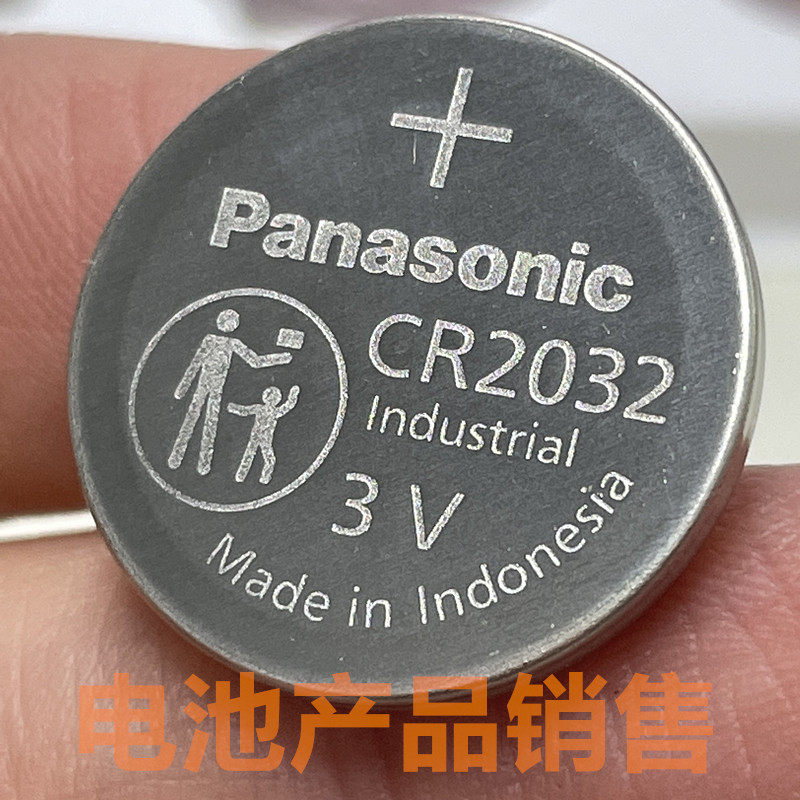 +
Panasonic
CR2032
Industrial
3 V
Made in Indonesia
电池产品销售